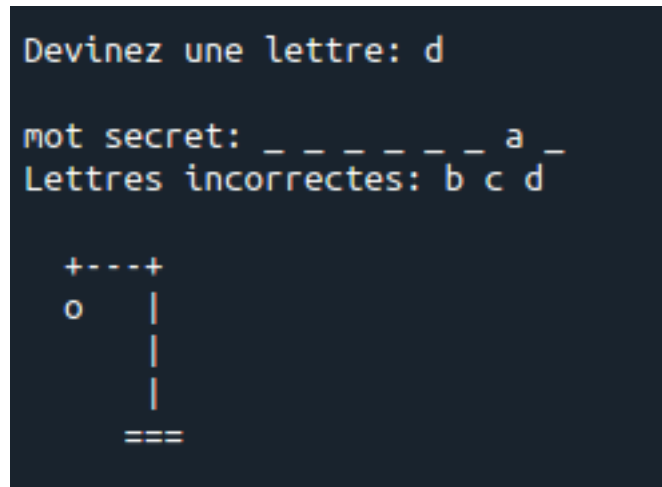 Devinez une lettre: d
mot secret: _ _ _ _ _ _ a _
Lettres incorrectes: b c d
+---+
o   |
|
|
===